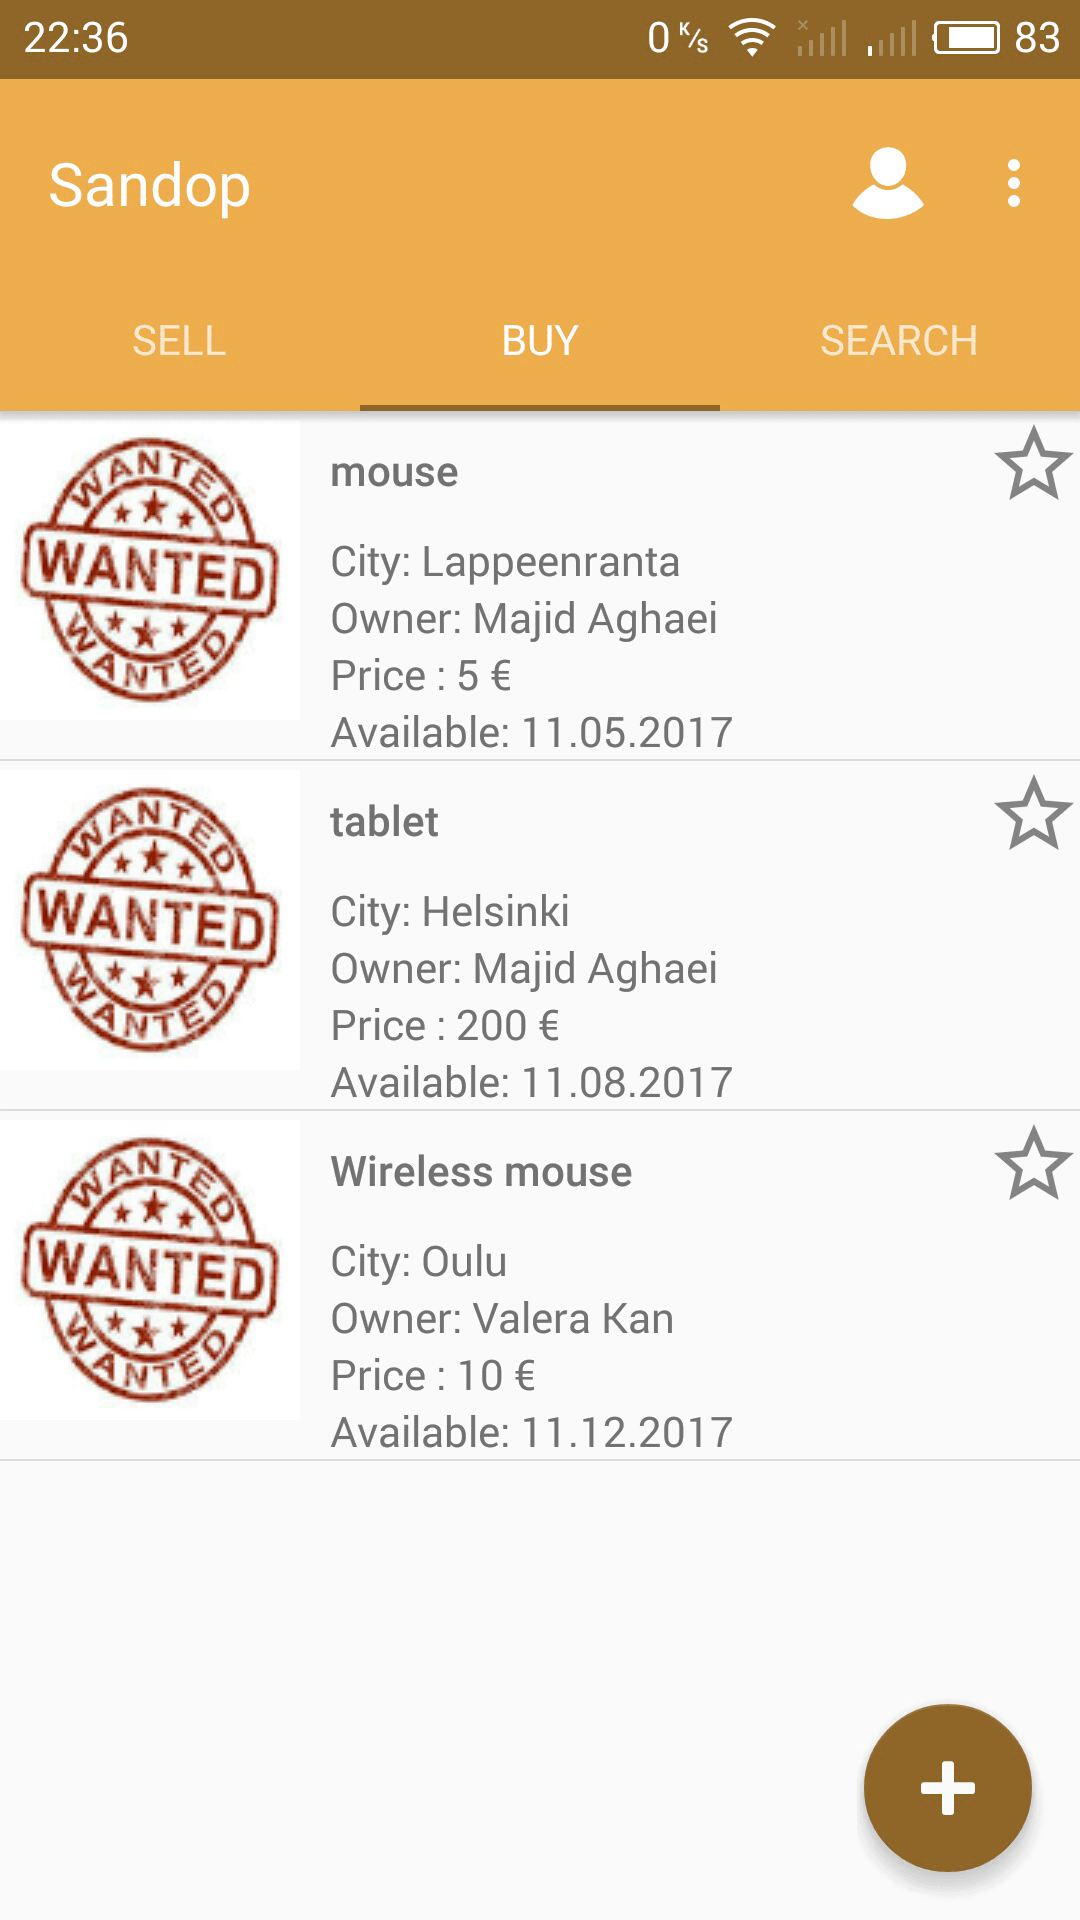 22:36 0 K/s 83
Sandop
SELL BUY SEARCH
WANTED
WANTED
WANTED
mouse
City: Lappeenranta
Owner: Majid Aghaei
Price : 5 €
Available: 11.05.2017
WANTED
WANTED
WANTED
tablet
City: Helsinki
Owner: Majid Aghaei
Price : 200 €
Available: 11.08.2017
WANTED
WANTED
WANTED
Wireless mouse
City: Oulu
Owner: Valera Kan
Price : 10 €
Available: 11.12.2017